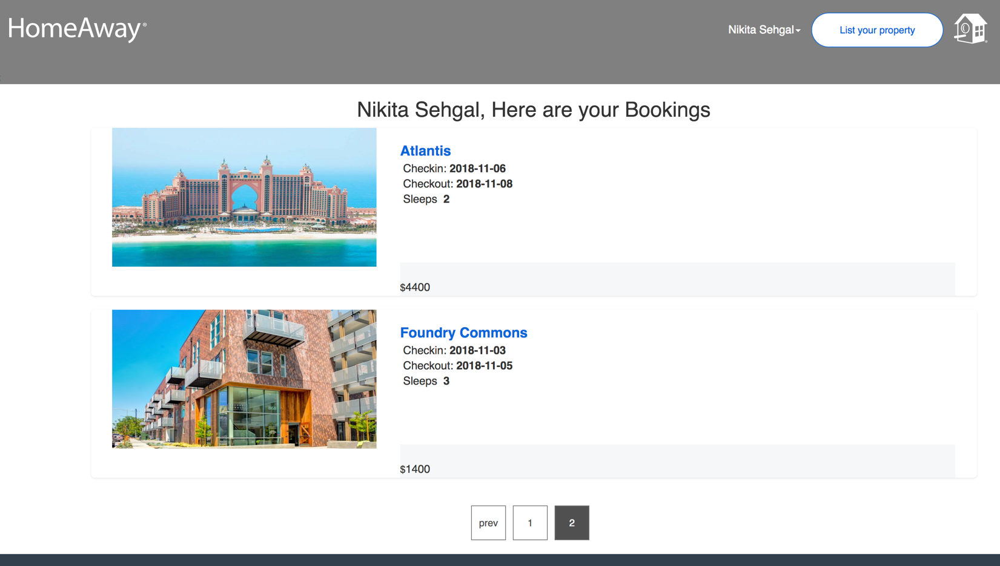 HomeAway®
Nikita Sehgal
List your property
Nikita Sehgal, Here are your Bookings
Atlantis
Checkin: 2018-11-06
Checkout: 2018-11-08
Sleeps 2
$4400
868
Foundry Commons
Checkin: 2018-11-03
Checkout: 2018-11-05
Sleeps 3
$1400
prev 1 2